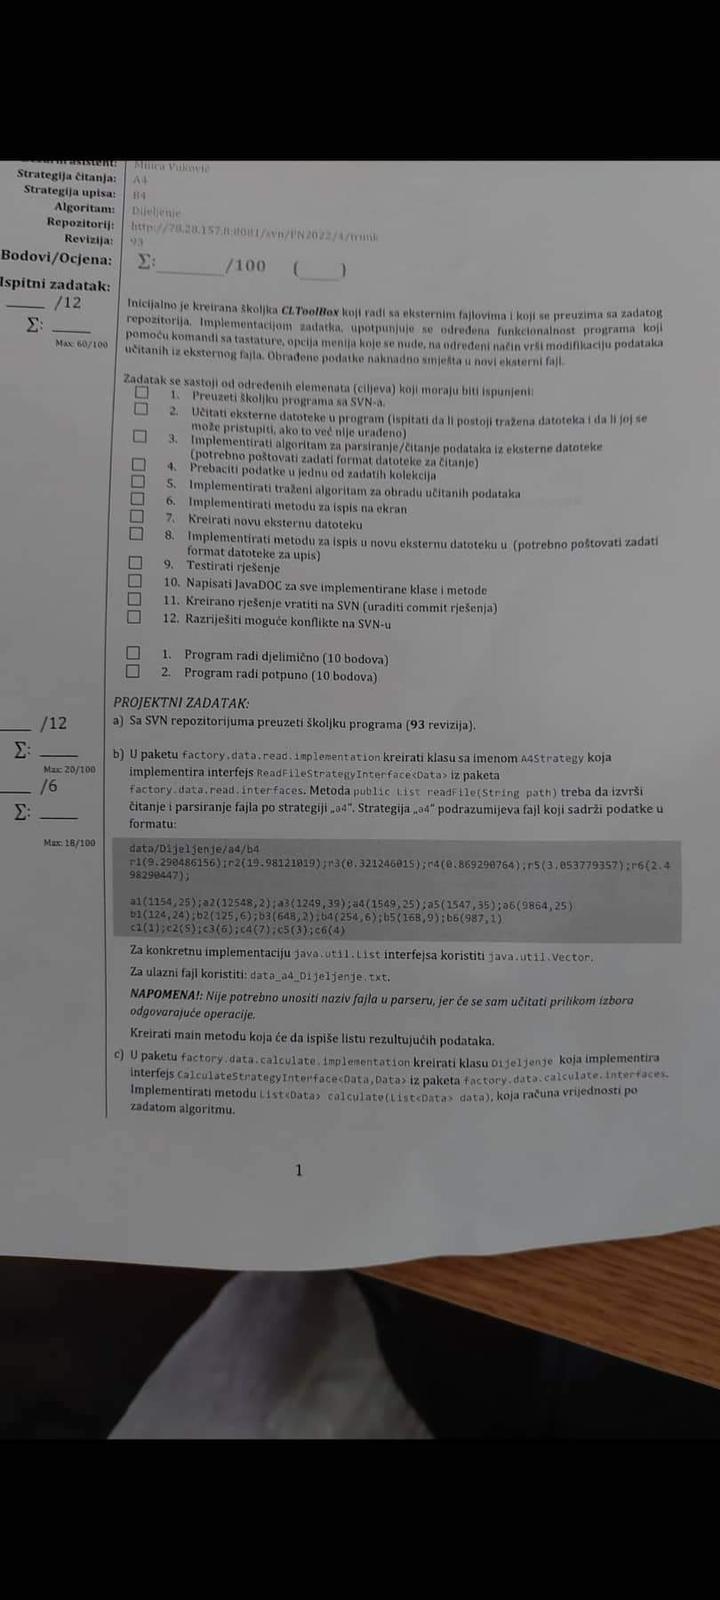 asistent: Milica Vuković
Strategija čitanja: A4
Strategija upisa: B4
Algoritam: Dijeljenje
Repozitorij: http://78.28.157.8:8081/svn/PN2022/4/trunk
Revizija: 93
Bodovi/Ocjena: Σ:______/100 (____)
Ispitni zadatak:
____ /12
Σ: ____
Max: 60/100
Inicijalno je kreirana školjka CLToolBox koji radi sa eksternim fajlovima i koji se preuzima sa zadatog
repozitorija. Implementacijom zadatka, upotpunjuje se određena funkcionalnost programa koji
pomoću komandi sa tastature, opcija menija koje se nude, na određeni način vrši modifikaciju podataka
učitanih iz eksternog fajla. Obrađene podatke naknadno smješta u novi eksterni fajl.
Zadatak se sastoji od određenih elemenata (ciljeva) koji moraju biti ispunjeni:
1. Preuzeti školjku programa sa SVN-a.
2. Učitati eksterne datoteke u program (ispitati da li postoji tražena datoteka i da li joj se
može pristupiti, ako to već nije urađeno)
3. Implementirati algoritam za parsiranje/čitanje podataka iz eksterne datoteke
(potrebno poštovati zadati format datoteke za čitanje)
4. Prebaciti podatke u jednu od zadatih kolekcija
5. Implementirati traženi algoritam za obradu učitanih podataka
6. Implementirati metodu za ispis na ekran
7. Kreirati novu eksternu datoteku
8. Implementirati metodu za ispis u novu eksternu datoteku u (potrebno poštovati zadati
format datoteke za upis)
9. Testirati rješenje
10. Napisati JavaDOC za sve implementirane klase i metode
11. Kreirano rješenje vratiti na SVN (uraditi commit rješenja)
12. Razriješiti moguće konflikte na SVN-u
1. Program radi djelimično (10 bodova)
2. Program radi potpuno (10 bodova)
PROJEKTNI ZADATAK:
____ /12
Σ: ____
Max: 20/100
____ /6
Σ: ____
Max: 18/100
a) Sa SVN repozitorijuma preuzeti školjku programa (93 revizija).
b) U paketu factory.data.read.implementation kreirati klasu sa imenom A4Strategy koja
implementira interfejs ReadFileStrategyInterface<Data> iz paketa
factory.data.read.interfaces. Metoda public List readFile(String path) treba da izvrši
čitanje i parsiranje fajla po strategiji „a4“. Strategija „a4“ podrazumijeva fajl koji sadrži podatke u
formatu:
data/Dijeljenje/a4/b4
r1(9.290486156);r2(19.98121019);r3(0.321246015);r4(0.869290764);r5(3.053779357);r6(2.4
98290447);
a1(1154,25);a2(12548,2);a3(1249,39);a4(1549,25);a5(1547,35);a6(9864,25)
b1(124,24);b2(125,6);b3(648,2);b4(254,6);b5(168,9);b6(987,1)
c1(1);c2(5);c3(6);c4(7);c5(3);c6(4)
Za konkretnu implementaciju java.util.List interfejsa koristiti java.util.Vector.
Za ulazni fajl koristiti: data_a4_Dijeljenje.txt.
NAPOMENA!: Nije potrebno unositi naziv fajla u parseru, jer će se sam učitati prilikom izbora
odgovarajuće operacije.
Kreirati main metodu koja će da ispiše listu rezultujućih podataka.
c) U paketu factory.data.calculate.implementation kreirati klasu Dijeljenje koja implementira
interfejs CalculateStrategyInterface<Data,Data> iz paketa factory.data.calculate.interfaces.
Implementirati metodu List<Data> calculate(List<Data> data), koja računa vrijednosti po
zadatom algoritmu.
1